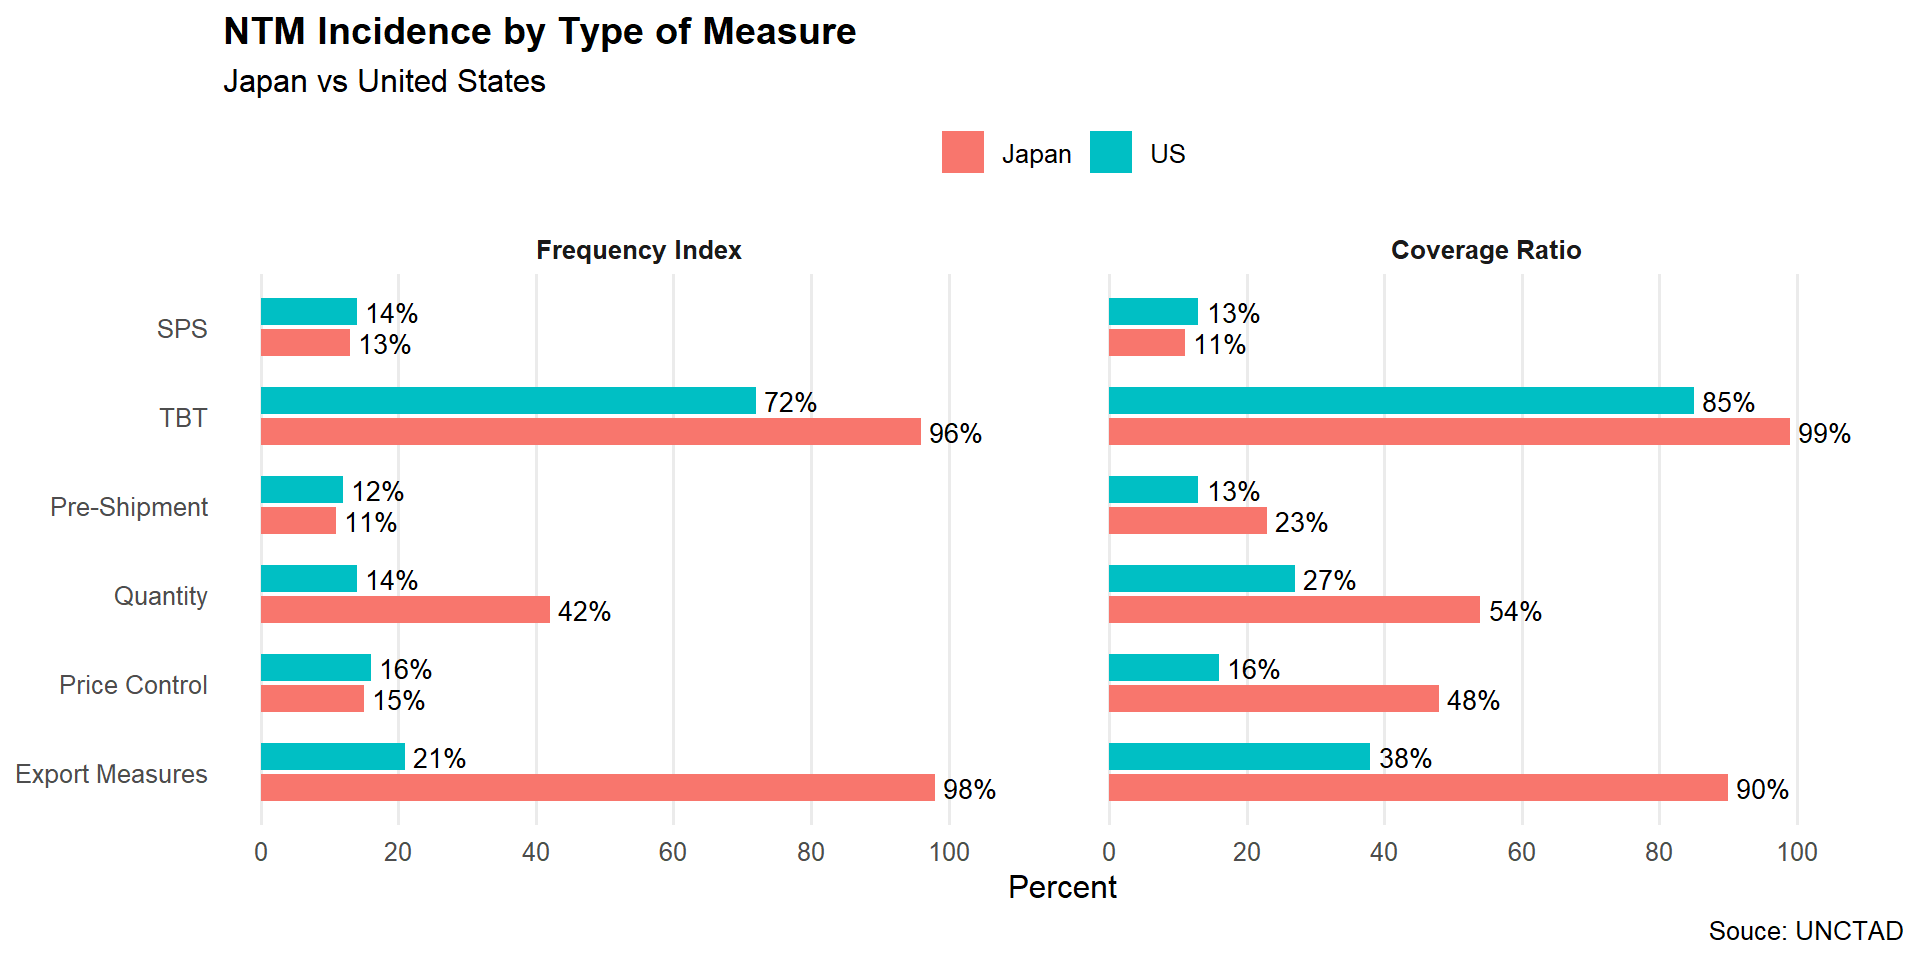 NTM Incidence by Type of Measure
Japan vs United States
Japan US
Frequency Index Coverage Ratio
14% 13%
SPS
13% 11%
72% 85%
TBT
96% 99%
12% 13%
Pre-Shipment
11% 23%
14% 27%
Quantity
42% 54%
16% 16%
Price Control
15% 48%
21% 38%
Export Measures
98% 90%
0 20 40 60 80 100 0 20 40 60 80 100
Percent
Souce: UNCTAD